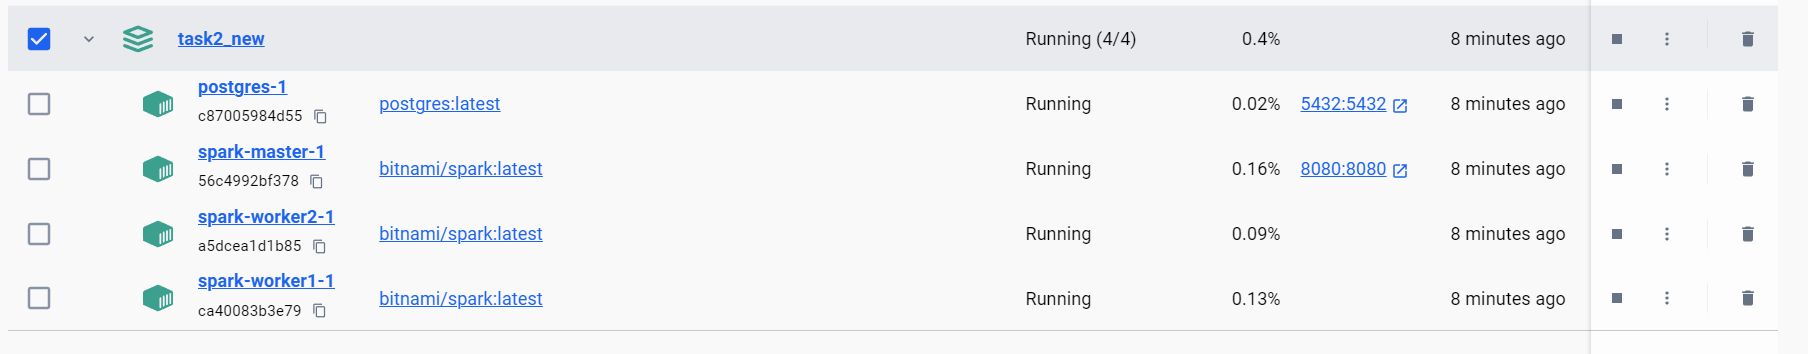 task2_new Running (4/4) 0.4% 8 minutes ago
postgres-1
c87005984d55 postgres:latest Running 0.02% 5432:5432 8 minutes ago
spark-master-1
56c4992bf378 bitnami/spark:latest Running 0.16% 8080:8080 8 minutes ago
spark-worker2-1
a5dcea1d1b85 bitnami/spark:latest Running 0.09% 8 minutes ago
spark-worker1-1
ca40083b3e79 bitnami/spark:latest Running 0.13% 8 minutes ago